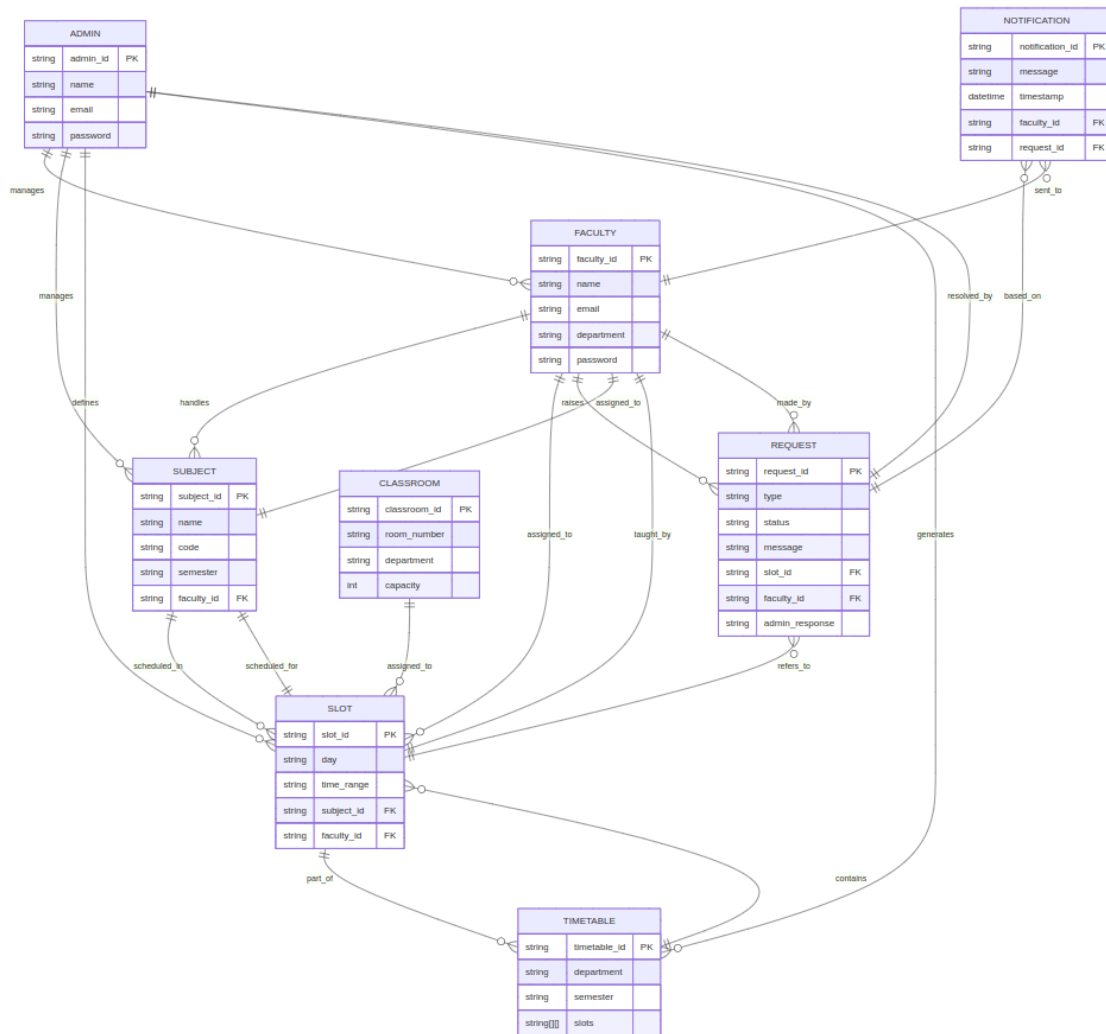 ADMIN
string admin_id PK
string name
string email
string password
NOTIFICATION
string notification_id PK
string message
datetime timestamp
string faculty_id FK
string request_id FK
manages
sent_to
FACULTY
string faculty_id PK
string name
string email
string department
string password
manages
resolved_by
based_on
defines
handles
raises
assigned_to
made_by
SUBJECT
string subject_id PK
string name
string code
string semester
string faculty_id FK
CLASSROOM
string classroom_id PK
string room_number
string department
int capacity
REQUEST
string request_id PK
string type
string status
string message
string slot_id FK
string faculty_id FK
string admin_response
assigned_to
taught_by
generates
scheduled_in
scheduled_for
assigned_to
refers_to
SLOT
string slot_id PK
string day
string time_range
string subject_id FK
string faculty_id FK
part_of
contains
TIMETABLE
string timetable_id PK
string department
string semester
string[][] slots